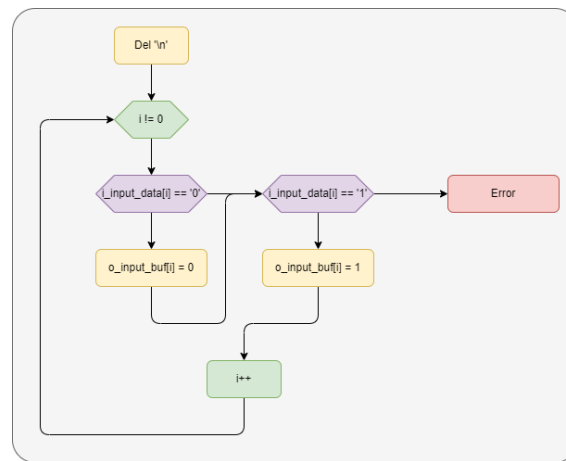 Del '\n'
i != 0
i_input_data[i] == '0'
i_input_data[i] == '1'
Error
o_input_buf[i] = 0
o_input_buf[i] = 1
i++